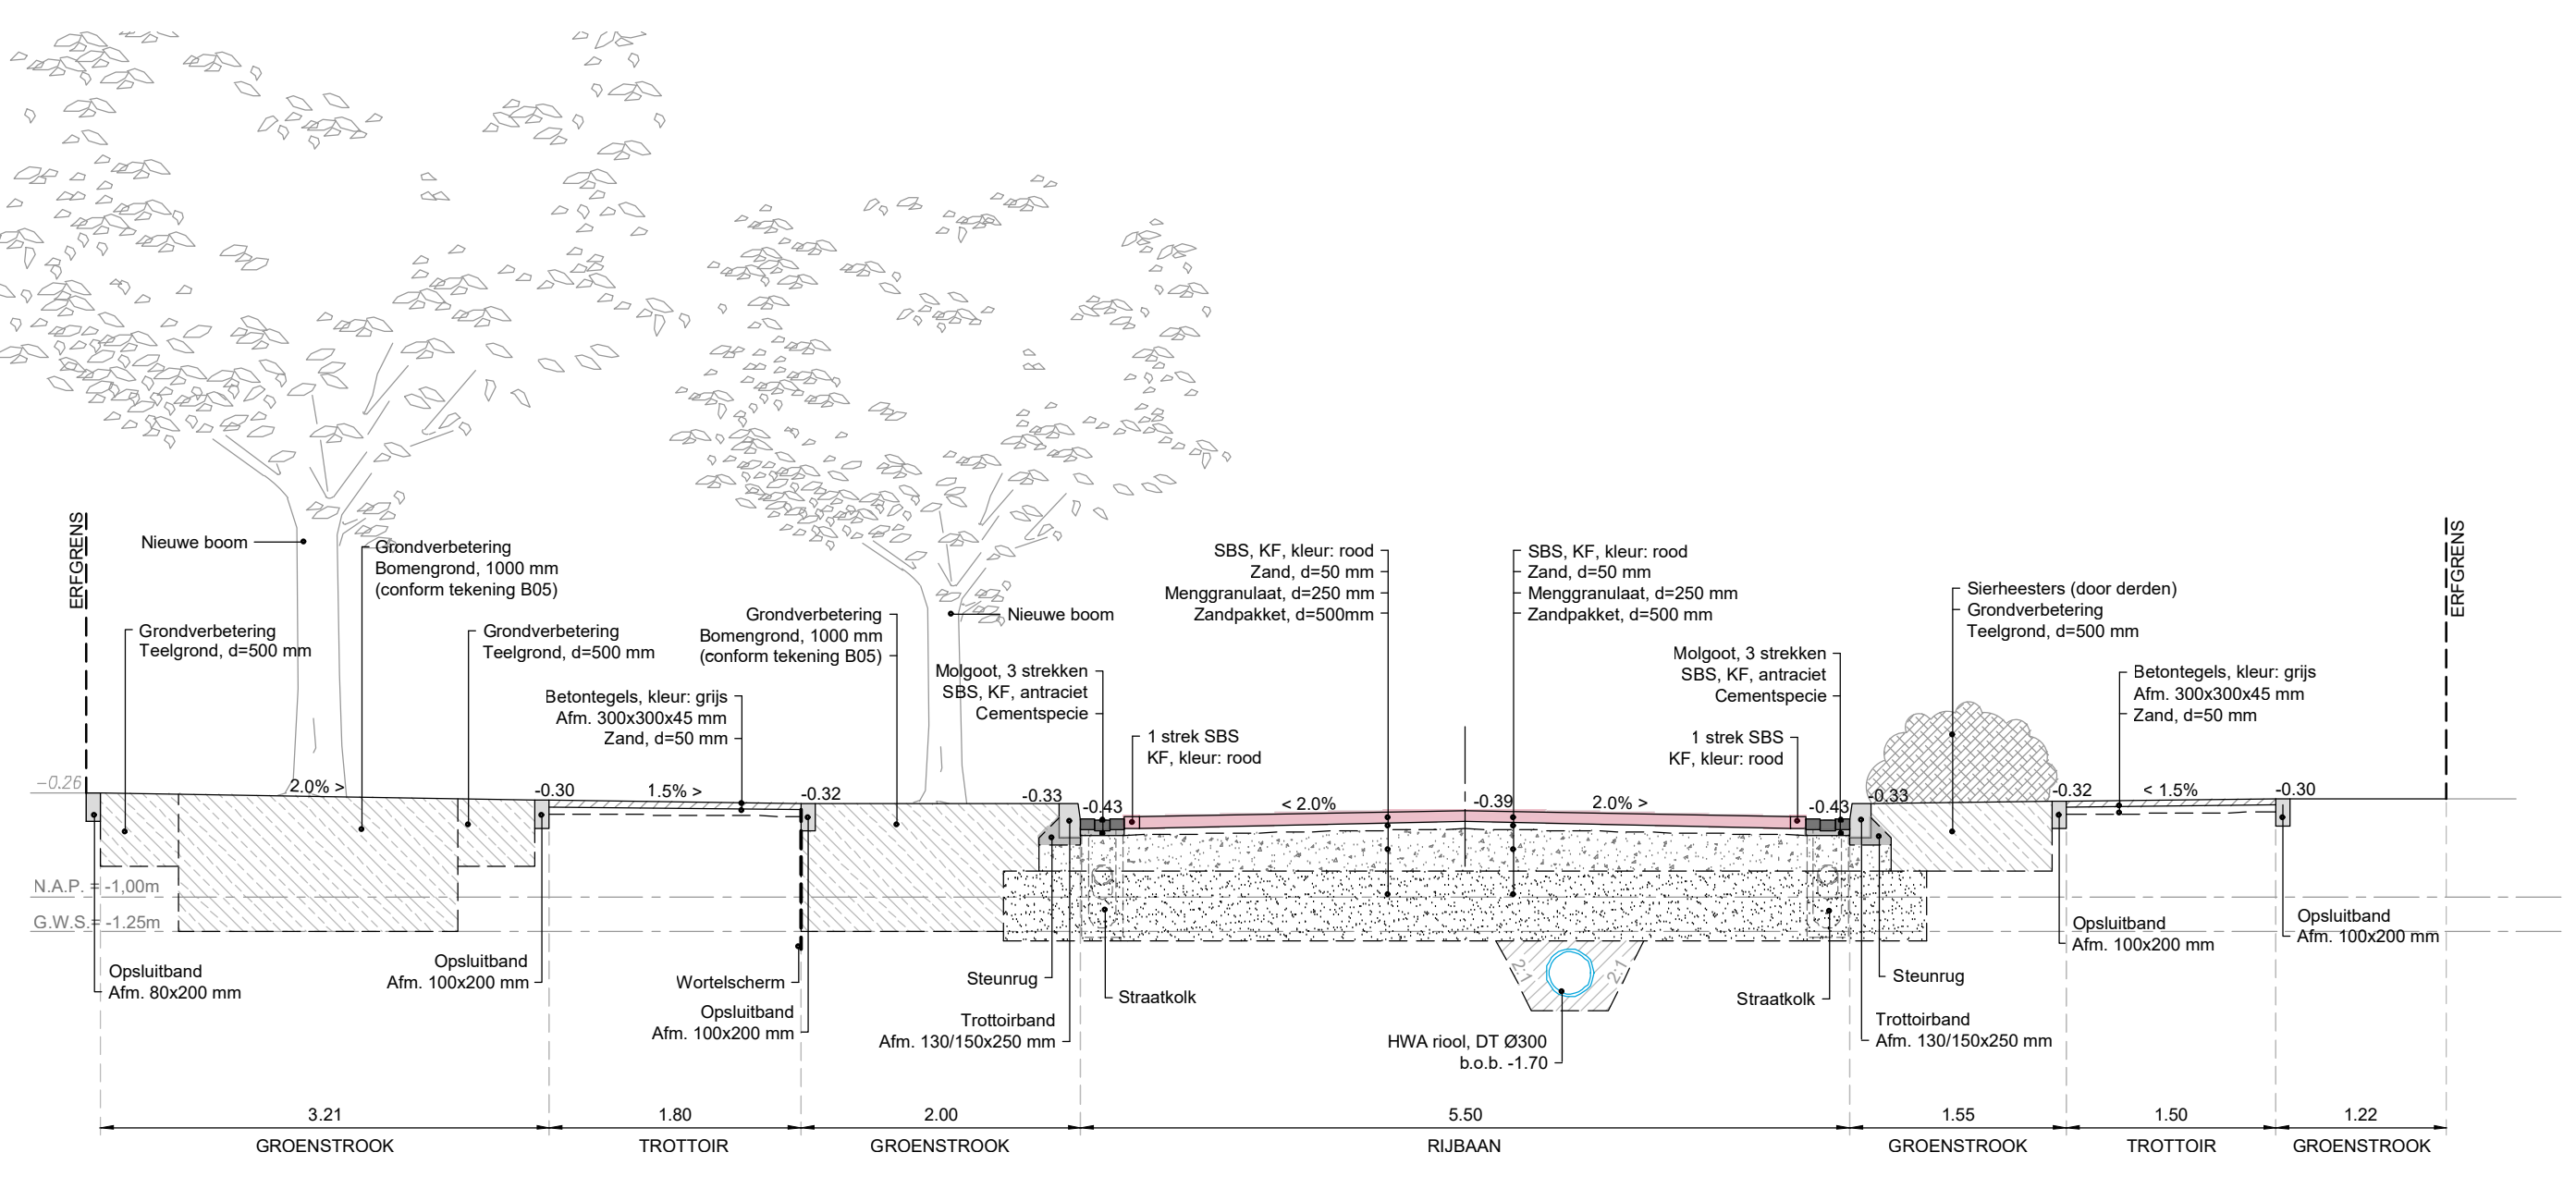 ERFGRENS
Nieuwe boom
Grondverbetering
Bomengrond, 1000 mm
(conform tekening B05)
Grondverbetering
Teelgrond, d=500 mm
Grondverbetering
Teelgrond, d=500 mm
Betontegels, kleur: grijs
Afm. 300x300x45 mm
Zand, d=50 mm
Grondverbetering
Bomengrond, 1000 mm
(conform tekening B05)
Nieuwe boom
Molgoot, 3 strekken
SBS, KF, antraciet
Cementspecie
1 strek SBS
KF, kleur: rood
SBS, KF, kleur: rood
Zand, d=50 mm
Menggranulaat, d=250 mm
Zandpakket, d=500mm
SBS, KF, kleur: rood
Zand, d=50 mm
Menggranulaat, d=250 mm
Zandpakket, d=500 mm
Molgoot, 3 strekken
SBS, KF, antraciet
Cementspecie
1 strek SBS
KF, kleur: rood
Sierheesters (door derden)
Grondverbetering
Teelgrond, d=500 mm
Betontegels, kleur: grijs
Afm. 300x300x45 mm
Zand, d=50 mm
ERFGRENS
-0.26
2.0% >
-0.30
1.5% >
-0.32
-0.33
-0.43
< 2.0%
-0.39
2.0% >
-0.43
-0.33
-0.32
< 1.5%
-0.30
N.A.P. = -1,00m
G.W.S.= -1.25m
Opsluitband
Afm. 80x200 mm
Opsluitband
Afm. 100x200 mm
Wortelscherm
Opsluitband
Afm. 100x200 mm
Steunrug
Trottoirband
Afm. 130/150x250 mm
Straatkolk
2:1
2:1
HWA riool, DT Ø300
b.o.b. -1.70
Straatkolk
Steunrug
Trottoirband
Afm. 130/150x250 mm
Opsluitband
Afm. 100x200 mm
Opsluitband
Afm. 100x200 mm
3.21
1.80
2.00
5.50
1.55
1.50
1.22
GROENSTROOK
TROTTOIR
GROENSTROOK
RIJBAAN
GROENSTROOK
TROTTOIR
GROENSTROOK